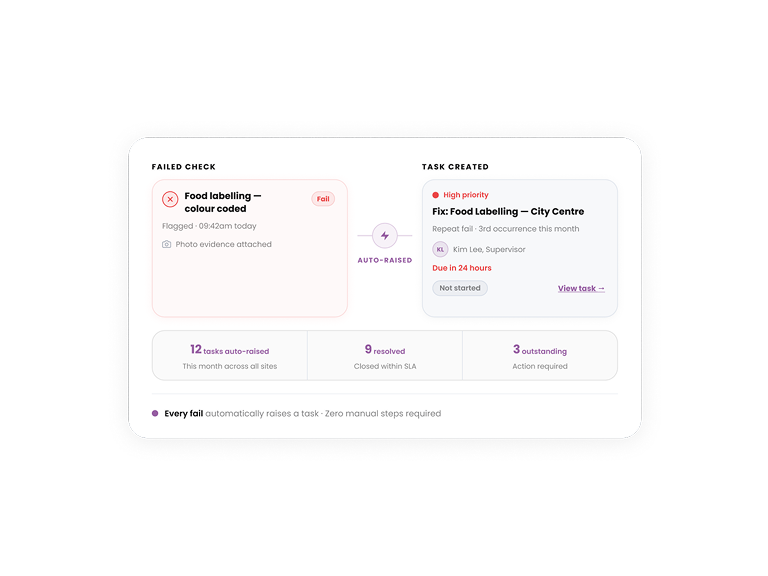 FAILED CHECK
Food labelling —
colour coded
Fail
Flagged · 09:42am today
Photo evidence attached
AUTO-RAISED
TASK CREATED
High priority
Fix: Food Labelling — City Centre
Repeat fail · 3rd occurrence this month
KL Kim Lee, Supervisor
Due in 24 hours
Not started
View task →
12 tasks auto-raised
This month across all sites
9 resolved
Closed within SLA
3 outstanding
Action required
Every fail automatically raises a task · Zero manual steps required